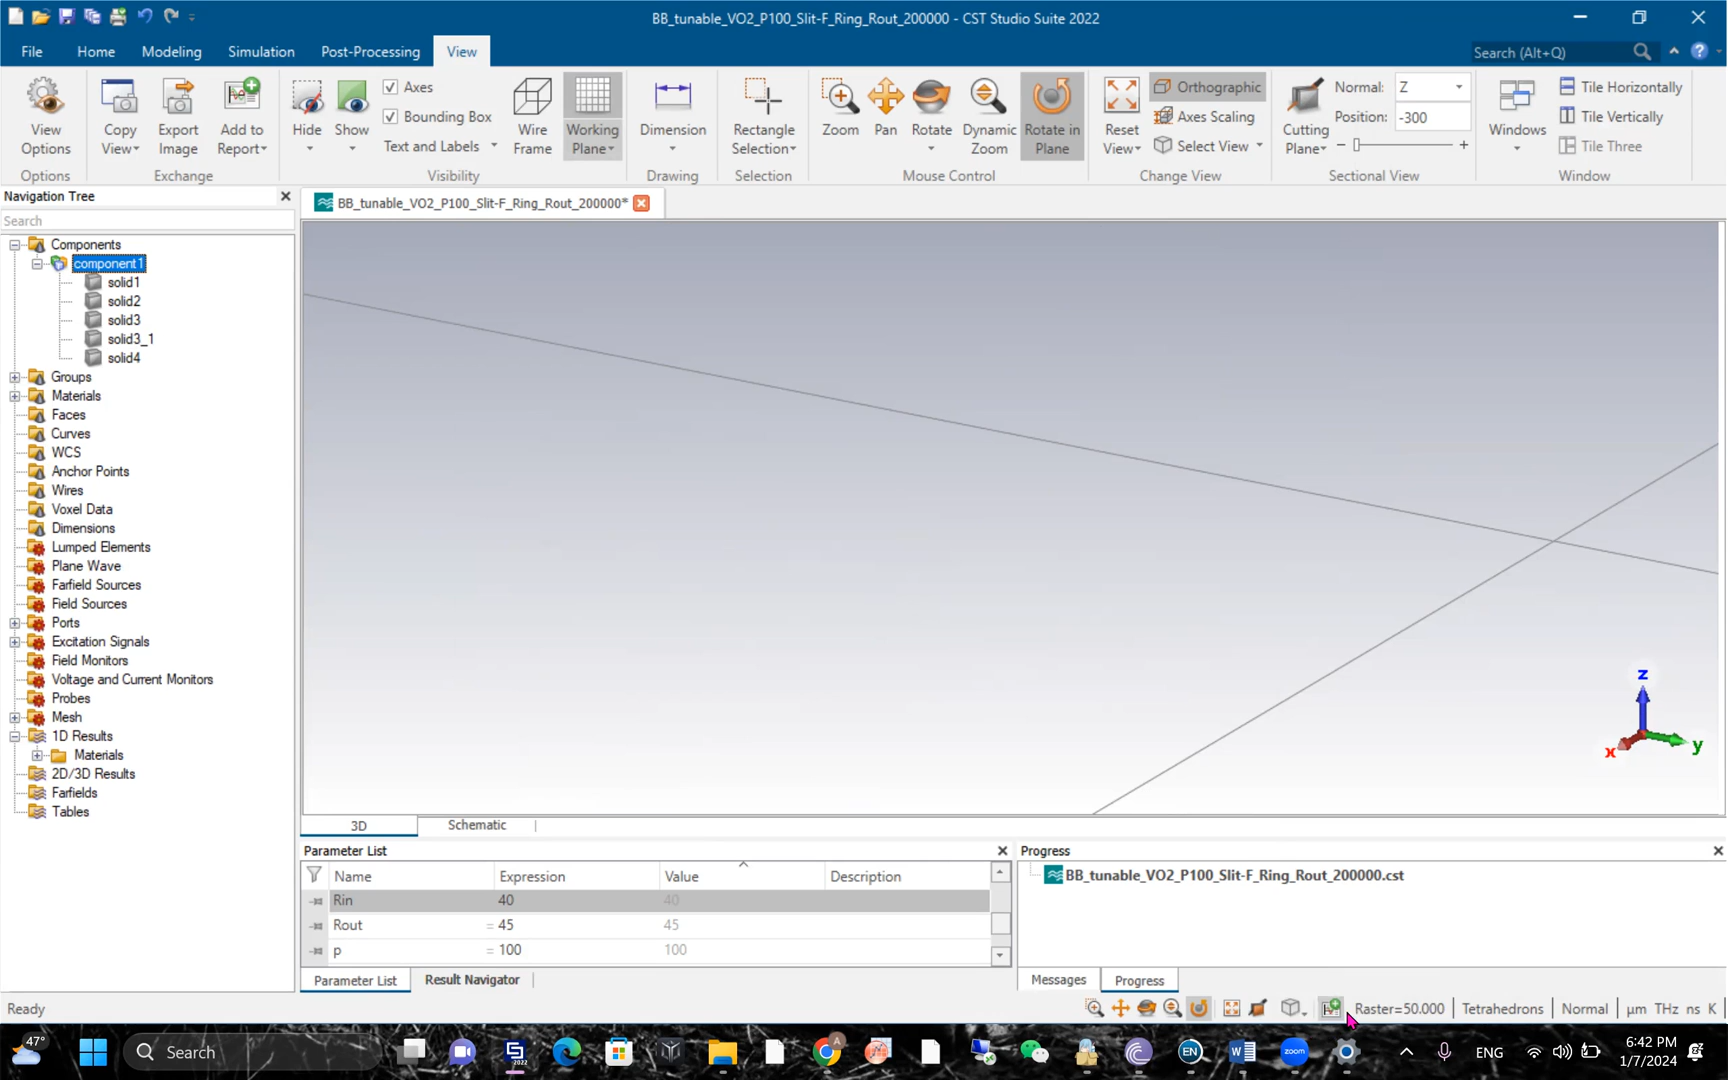 BB_tunable_VO2_P100_Slit-F_Ring_Rout_200000 - CST Studio Suite 2022
File Home Modeling Simulation Post-Processing View Search (Alt+Q)
View Options
Copy View
Export Image
Add to Report
Hide
Show
Axes
Bounding Box
Text and Labels
Wire Frame
Working Plane
Dimension
Rectangle Selection
Zoom
Pan
Rotate
Dynamic Zoom
Rotate in Plane
Reset View
Orthographic
Axes Scaling
Select View
Cutting Plane
Normal: Z
Position: -300
Windows
Tile Horizontally
Tile Vertically
Tile Three
Options Exchange Visibility Drawing Selection Mouse Control Change View Sectional View Window
Navigation Tree
BB_tunable_VO2_P100_Slit-F_Ring_Rout_200000*
Search
Components
component1
solid1
solid2
solid3
solid3_1
solid4
Groups
Materials
Faces
Curves
WCS
Anchor Points
Wires
Voxel Data
Dimensions
Lumped Elements
Plane Wave
Farfield Sources
Field Sources
Ports
Excitation Signals
Field Monitors
Voltage and Current Monitors
Probes
Mesh
1D Results
Materials
2D/3D Results
Farfields
Tables
z
x
y
3D Schematic
Parameter List
Name Expression Value Description
Rin 40 40
Rout = 45 45
p = 100 100
Parameter List Result Navigator
Progress
BB_tunable_VO2_P100_Slit-F_Ring_Rout_200000.cst
Messages Progress
Ready
Raster=50.000 Tetrahedrons Normal µm THz ns K
47°
Search
2022
EN
zoom
ENG
6:42 PM
1/7/2024